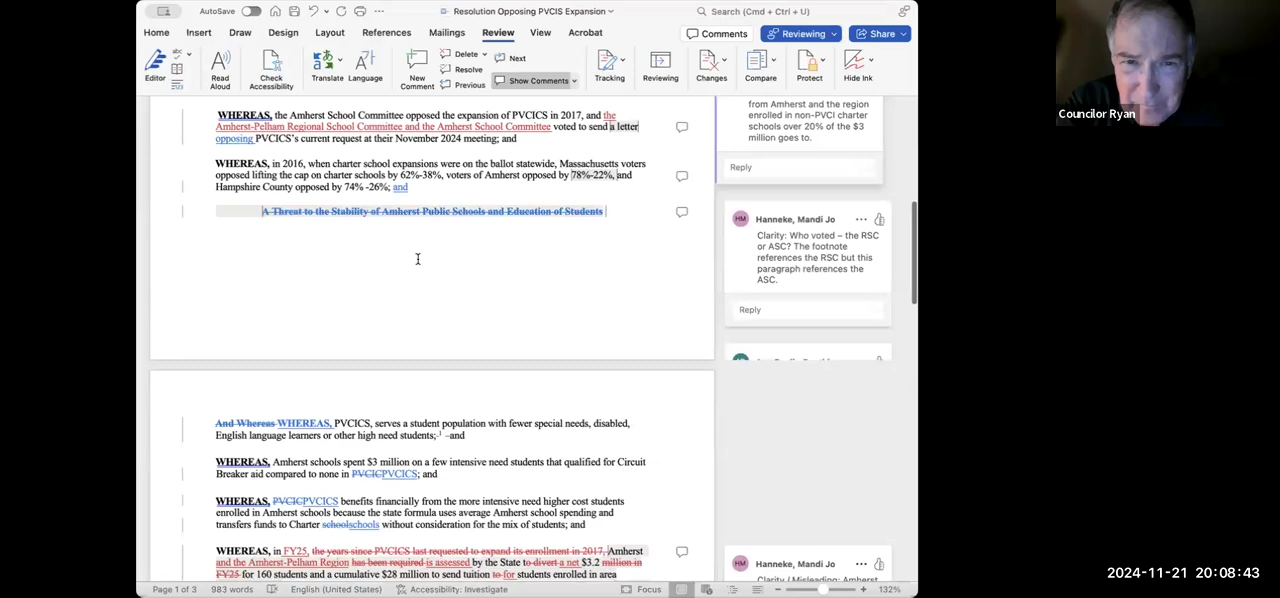 AutoSave
Resolution Opposing PVCIS Expansion
Search (Cmd + Ctrl + U)
Home Insert Draw Design Layout References Mailings Review View Acrobat
Comments Reviewing Share
Editor
Read Aloud
Check Accessibility
Translate Language
New Comment
Delete
Resolve
Previous
Next
Show Comments
Tracking
Reviewing
Changes
Compare
Protect
Hide Ink
WHEREAS, the Amherst School Committee opposed the expansion of PVCICS in 2017, and the
Amherst-Pelham Regional School Committee and the Amherst School Committee voted to send a letter
opposing PVCICS's current request at their November 2024 meeting; and
WHEREAS, in 2016, when charter school expansions were on the ballot statewide, Massachusetts voters
opposed lifting the cap on charter schools by 62%-38%, voters of Amherst opposed by 78%-22%, and
Hampshire County opposed by 74% -26%; and
A Threat to the Stability of Amherst Public Schools and Education of Students
And Whereas WHEREAS, PVCICS, serves a student population with fewer special needs, disabled,
English language learners or other high need students;1 –and
WHEREAS, Amherst schools spent $3 million on a few intensive need students that qualified for Circuit
Breaker aid compared to none in PVCICPVCICS; and
WHEREAS, PVCICPVCICS benefits financially from the more intensive need higher cost students
enrolled in Amherst schools because the state formula uses average Amherst school spending and
transfers funds to Charter schoolschools without consideration for the mix of students; and
WHEREAS, in FY25, the years since PVCICS last requested to expand its enrollment in 2017, Amherst
and the Amherst-Pelham Region has been required is assessed by the State to divert a net $3.2 million in
FY25 for 160 students and a cumulative $28 million to send tuition to for students enrolled in area
from Amherst and the region
enrolled in non-PVCI charter
schools over 20% of the $3
million goes to.
Reply
HM Hanneke, Mandi Jo
Clarity: Who voted – the RSC
or ASC? The footnote
references the RSC but this
paragraph references the
ASC.
Reply
HM Hanneke, Mandi Jo
Clarity / Misleading: Amherst
Page 1 of 3 983 words English (United States) Accessibility: Investigate Focus 132%
Councilor Ryan
2024-11-21 20:08:43